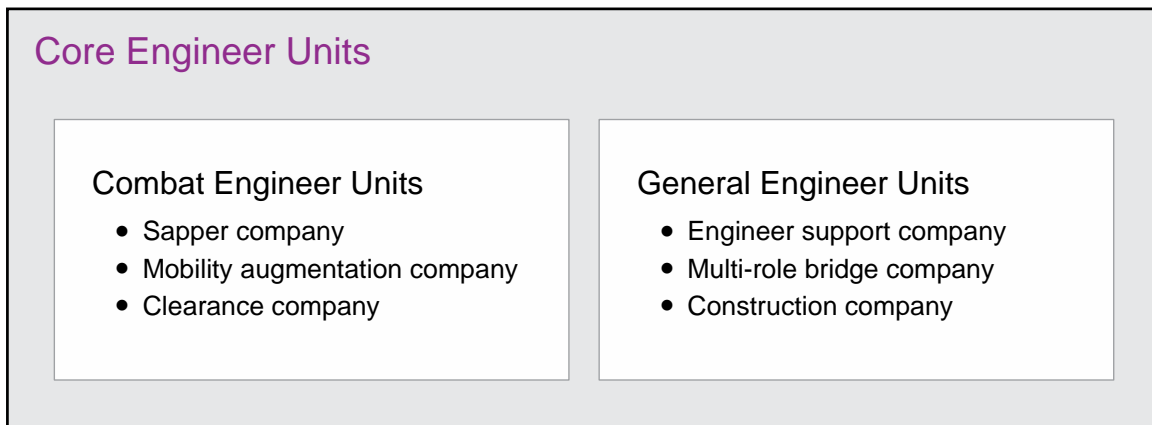 Core Engineer Units
Combat Engineer Units
• Sapper company
• Mobility augmentation company
• Clearance company
General Engineer Units
• Engineer support company
• Multi-role bridge company
• Construction company